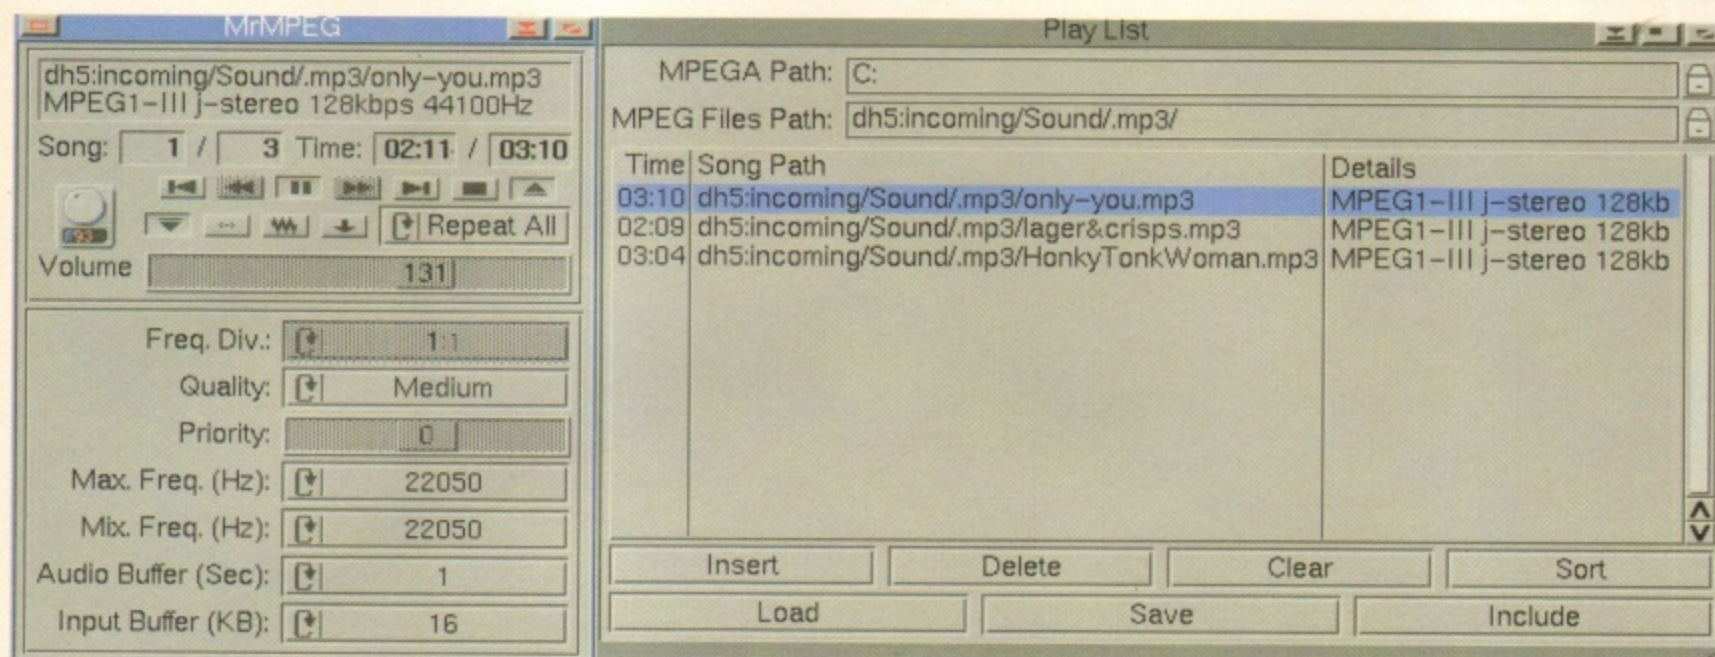 MrMPEG
dh5:incoming/Sound/.mp3/only-you.mp3
MPEG1-III j-stereo 128kbps 44100Hz
Song: 1 / 3 Time: 02:11 / 03:10
93
Repeat All
Volume 131
Freq. Div.: 1:1
Quality: Medium
Priority: 0
Max. Freq. (Hz): 22050
Mix. Freq. (Hz): 22050
Audio Buffer (Sec): 1
Input Buffer (KB): 16
Play List
MPEGA Path: C:
MPEG Files Path: dh5:incoming/Sound/.mp3/
Time Song Path Details
03:10 dh5:incoming/Sound/.mp3/only-you.mp3 MPEG1-III j-stereo 128kb
02:09 dh5:incoming/Sound/.mp3/lager&crisps.mp3 MPEG1-III j-stereo 128kb
03:04 dh5:incoming/Sound/.mp3/HonkyTonkWoman.mp3 MPEG1-III j-stereo 128kb
Insert Delete Clear Sort
Load Save Include